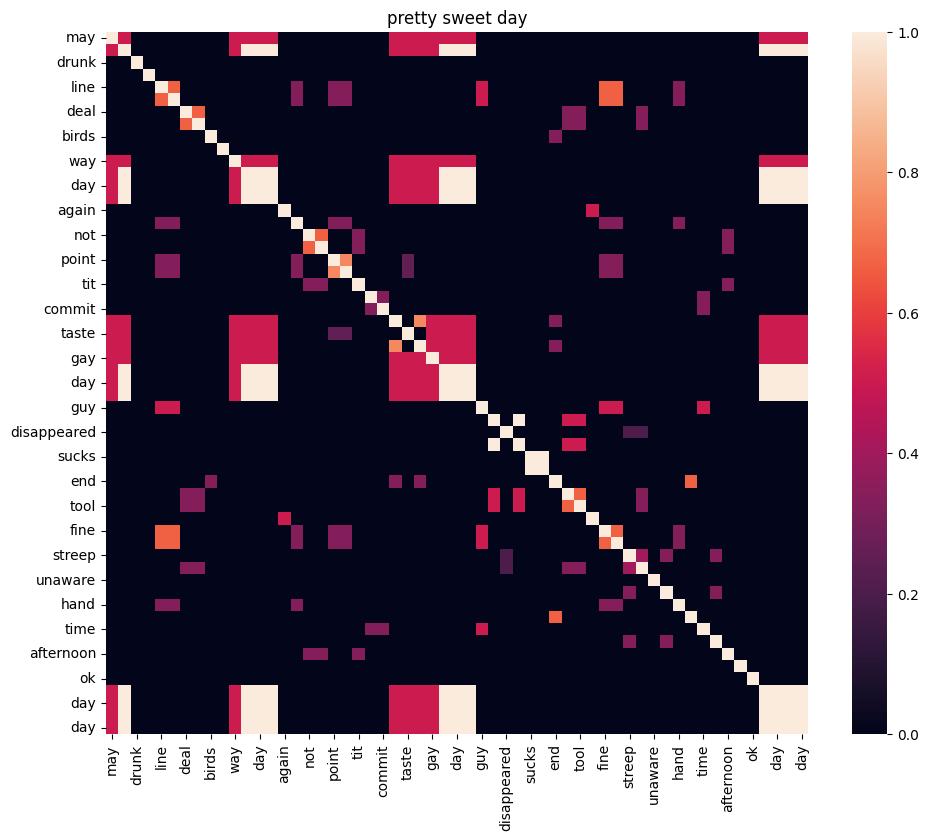 pretty sweet day
may
drunk
line
deal
birds
way
day
again
not
point
tit
commit
taste
gay
day
guy
disappeared
sucks
end
tool
fine
streep
unaware
hand
time
afternoon
ok
day
day
1.0
0.8
0.6
0.4
0.2
0.0
may
drunk
line
deal
birds
way
day
again
not
point
tit
commit
taste
gay
day
guy
disappeared
sucks
end
tool
fine
streep
unaware
hand
time
afternoon
ok
day
day